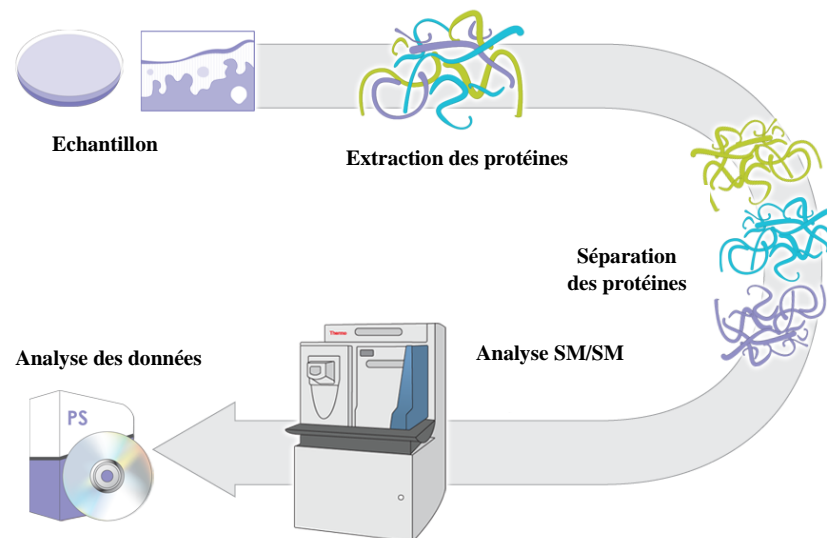 Echantillon
Extraction des protéines
Séparation
des protéines
Analyse SM/SM
Thermo
Analyse des données
PS